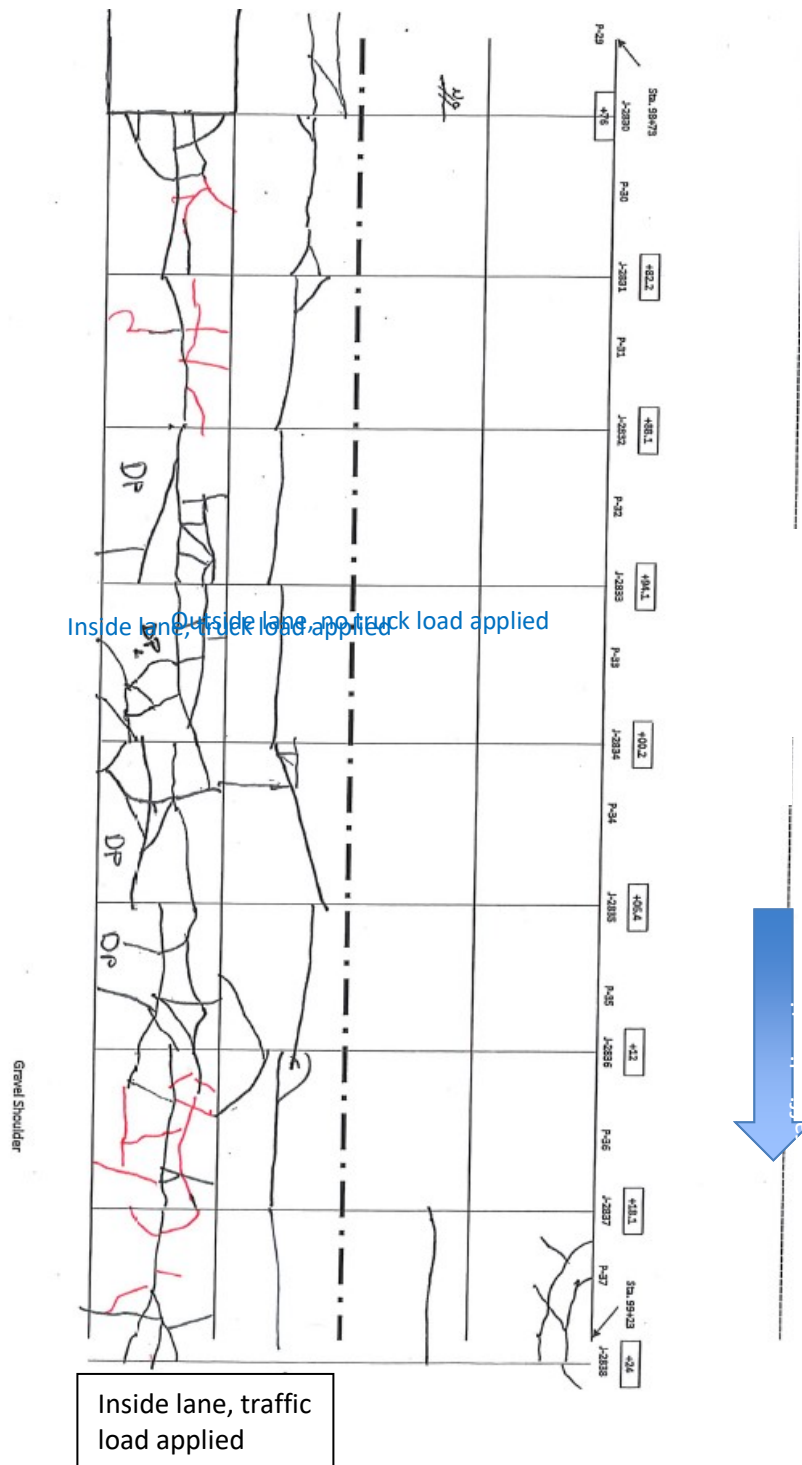 P-29
Sta. 98+73
J-2830
+76
P-30
J-2831
+82.2
P-31
J-2832
+88.1
DP
P-32
J-2833
+94.1
Inside lane, truck load applied
Outside lane, no truck load applied
DP
P-33
J-2834
+00.2
DP
P-34
J-2835
+06.4
DP
P-35
J-2836
+12
P-36
J-2837
+18.1
P-37
Sta. 99+23
J-2838
+24
Gravel Shoulder
Inside lane, traffic
load applied